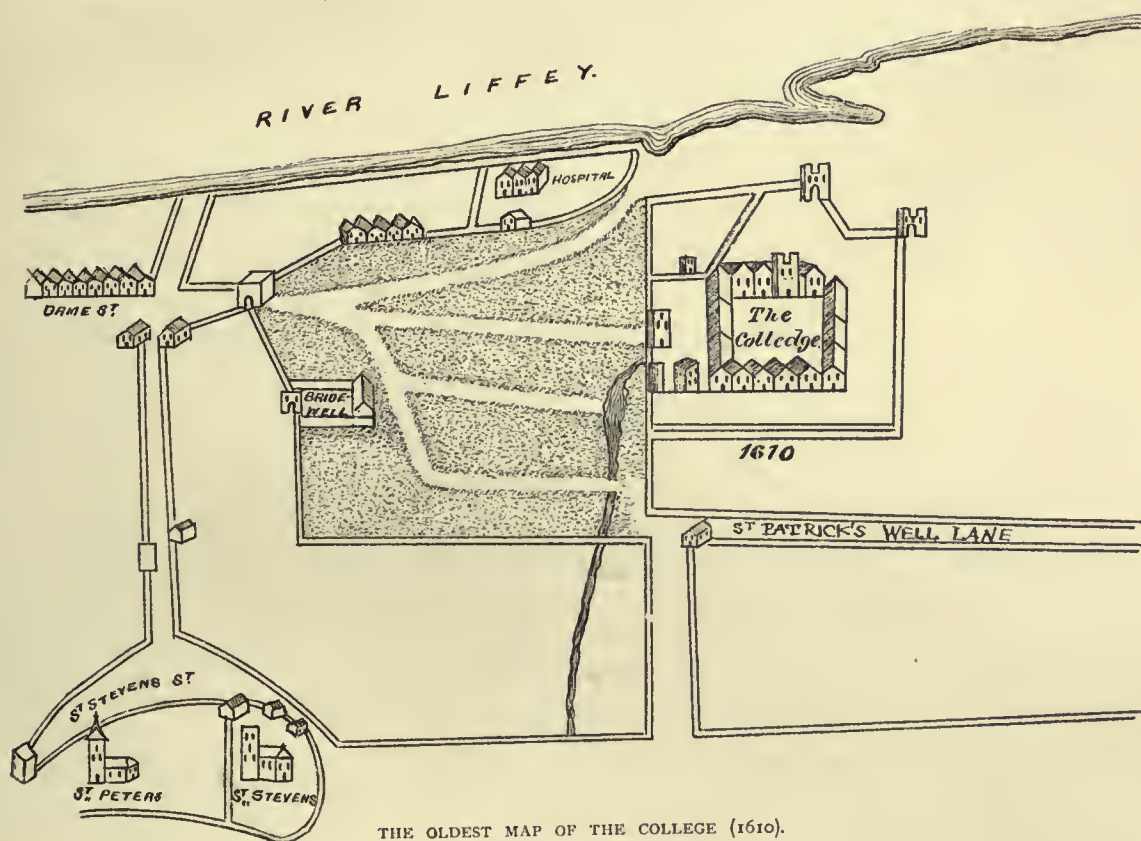 RIVER LIFFEY.
HOSPITAL
DAME ST.
The
Colledge
BRIDE-
WELL
1610
ST PATRICK'S WELL LANE
ST STEVENS ST.
ST. PETERS
ST. STEVENS
THE OLDEST MAP OF THE COLLEGE (1610).